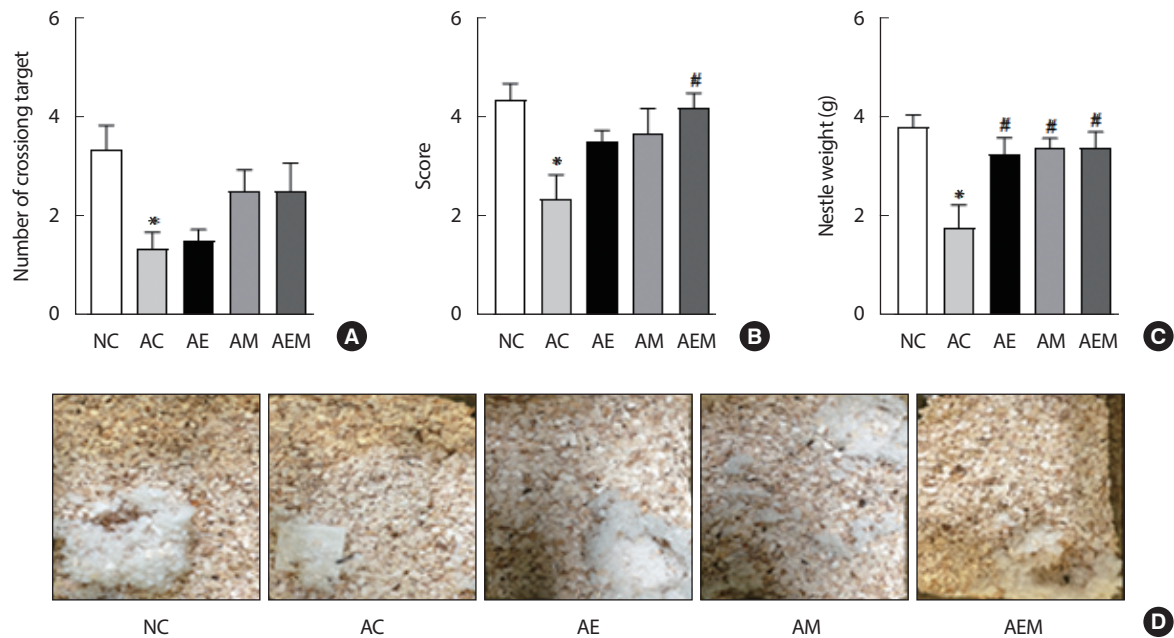 6
4
2
0
Number of crossiong target
*
NC AC AE AM AEM
A
6
4
2
0
Score
*
#
NC AC AE AM AEM
B
6
4
2
0
Nestle weight (g)
*
#
#
#
NC AC AE AM AEM
C
NC AC AE AM AEM
D